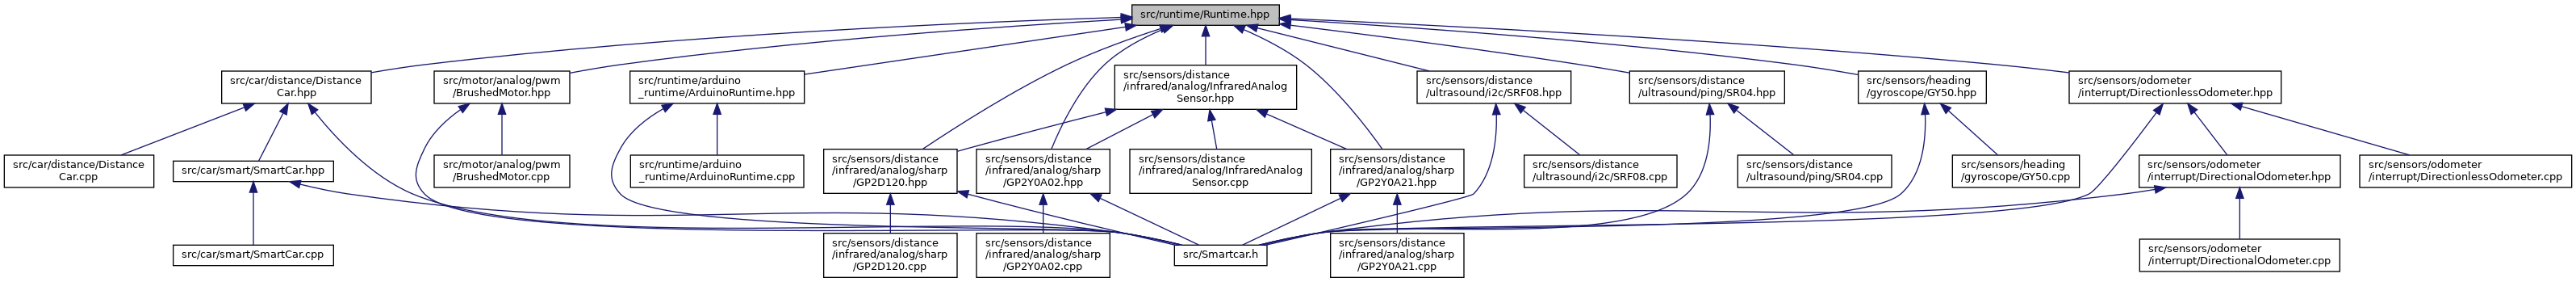 src/runtime/Runtime.hpp
src/car/distance/Distance
Car.hpp
src/motor/analog/pwm
/BrushedMotor.hpp
src/runtime/arduino
_runtime/ArduinoRuntime.hpp
src/sensors/distance
/infrared/analog/InfraredAnalog
Sensor.hpp
src/sensors/distance
/ultrasound/i2c/SRF08.hpp
src/sensors/distance
/ultrasound/ping/SR04.hpp
src/sensors/heading
/gyroscope/GY50.hpp
src/sensors/odometer
/interrupt/DirectionlessOdometer.hpp
src/car/distance/Distance
Car.cpp
src/car/smart/SmartCar.hpp
src/motor/analog/pwm
/BrushedMotor.cpp
src/runtime/arduino
_runtime/ArduinoRuntime.cpp
src/sensors/distance
/infrared/analog/sharp
/GP2D120.hpp
src/sensors/distance
/infrared/analog/sharp
/GP2Y0A02.hpp
src/sensors/distance
/infrared/analog/InfraredAnalog
Sensor.cpp
src/sensors/distance
/infrared/analog/sharp
/GP2Y0A21.hpp
src/sensors/distance
/ultrasound/i2c/SRF08.cpp
src/sensors/distance
/ultrasound/ping/SR04.cpp
src/sensors/heading
/gyroscope/GY50.cpp
src/sensors/odometer
/interrupt/DirectionalOdometer.hpp
src/sensors/odometer
/interrupt/DirectionlessOdometer.cpp
src/car/smart/SmartCar.cpp
src/sensors/distance
/infrared/analog/sharp
/GP2D120.cpp
src/sensors/distance
/infrared/analog/sharp
/GP2Y0A02.cpp
src/Smartcar.h
src/sensors/distance
/infrared/analog/sharp
/GP2Y0A21.cpp
src/sensors/odometer
/interrupt/DirectionalOdometer.cpp